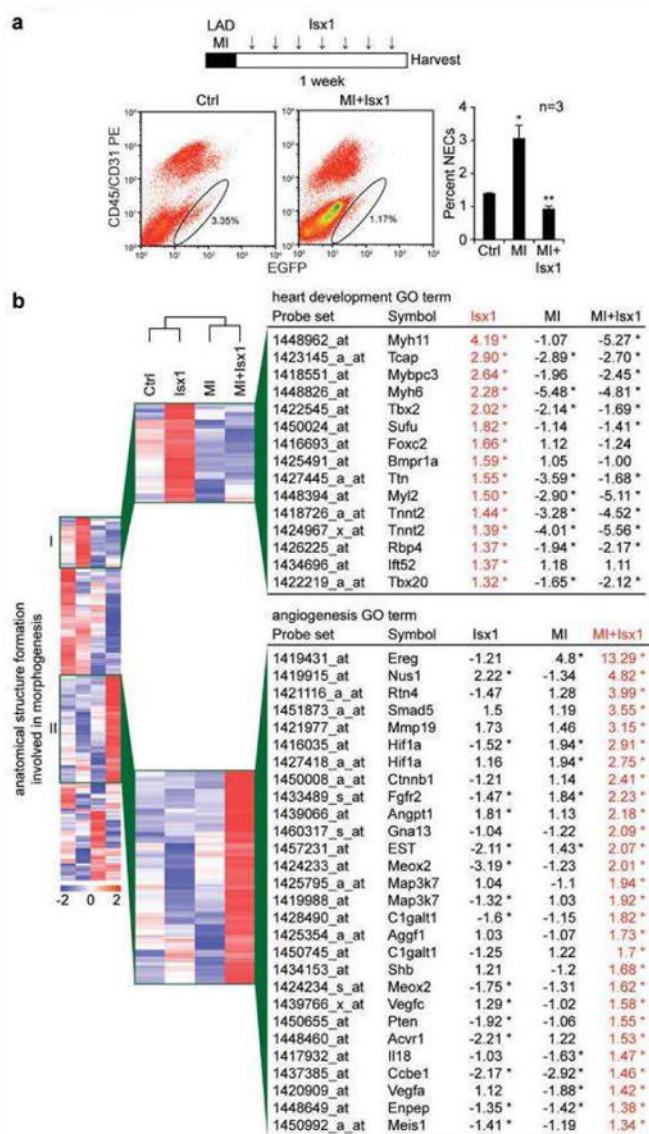 a
LAD MI Isx1
Harvest
1 week
Ctrl MI+Isx1
CD45/CD31 PE
10⁰ 10¹ 10² 10³ 10⁴
3.35%
1.17%
EGFP
n=3
Percent NECs
4
3
2
1
0
* **
Ctrl MI MI+ Isx1
b
Ctrl Isx1 MI MI+Isx1
anatomical structure formation involved in morphogenesis
I
II
-2 0 2
heart development GO term
Probe set Symbol Isx1 MI MI+Isx1
1448962_at Myh11 4.19 * -1.07 -5.27 *
1423145_a_at Tcap 2.90 * -2.89 * -2.70 *
1418551_at Mybpc3 2.64 * -1.96 -2.45 *
1448826_at Myh6 2.28 * -5.48 * -4.81 *
1422545_at Tbx2 2.02 * -2.14 * -1.69 *
1450024_at Sufu 1.82 * -1.14 -1.41 *
1416693_at Foxc2 1.66 * 1.12 -1.24
1425491_at Bmpr1a 1.59 * 1.05 -1.00
1427445_a_at Ttn 1.55 * -3.59 * -1.68 *
1448394_at Myl2 1.50 * -2.90 * -5.11 *
1418726_a_at Tnnt2 1.44 * -3.28 * -4.52 *
1424967_x_at Tnnt2 1.39 * -4.01 * -5.56 *
1426225_at Rbp4 1.37 * -1.94 * -2.17 *
1434696_at Ift52 1.37 * 1.18 1.11
1422219_a_at Tbx20 1.32 * -1.65 * -2.12 *
angiogenesis GO term
Probe set Symbol Isx1 MI MI+Isx1
1419431_at Ereg -1.21 4.8 * 13.29 *
1419915_at Nus1 2.22 * -1.34 4.82 *
1421116_a_at Rtn4 -1.47 1.28 3.99 *
1451873_a_at Smad5 1.5 1.19 3.55 *
1421977_at Mmp19 1.73 1.46 3.15 *
1416035_at Hif1a -1.52 * 1.94 * 2.91 *
1427418_a_at Hif1a 1.16 1.94 * 2.75 *
1450008_a_at Ctnnb1 -1.21 1.14 2.41 *
1433489_s_at Fgfr2 -1.47 * 1.84 * 2.23 *
1439066_at Angpt1 1.81 * 1.13 2.18 *
1460317_s_at Gna13 -1.04 -1.22 2.09 *
1457231_at EST -2.11 * 1.43 * 2.07 *
1424233_at Meox2 -3.19 * -1.23 2.01 *
1425795_a_at Map3k7 1.04 -1.1 1.94 *
1419988_at Map3k7 -1.32 * 1.03 1.92 *
1428490_at C1galt1 -1.6 * -1.15 1.82 *
1425354_a_at Aggf1 1.03 -1.07 1.73 *
1450745_at C1galt1 -1.25 1.22 1.7 *
1434153_at Shb 1.21 -1.2 1.68 *
1424234_s_at Meox2 -1.75 * -1.31 1.62 *
1439766_x_at Vegfc 1.29 * -1.02 1.58 *
1450655_at Pten -1.92 * -1.06 1.55 *
1448460_at Acvr1 -2.21 * 1.22 1.53 *
1417932_at Il18 -1.03 -1.63 * 1.47 *
1437385_at Ccbe1 -2.17 * -2.92 * 1.46 *
1420909_at Vegfa 1.12 -1.88 * 1.42 *
1448649_at Enpep -1.35 * -1.42 * 1.38 *
1450992_a_at Meis1 -1.41 * -1.19 1.34 *